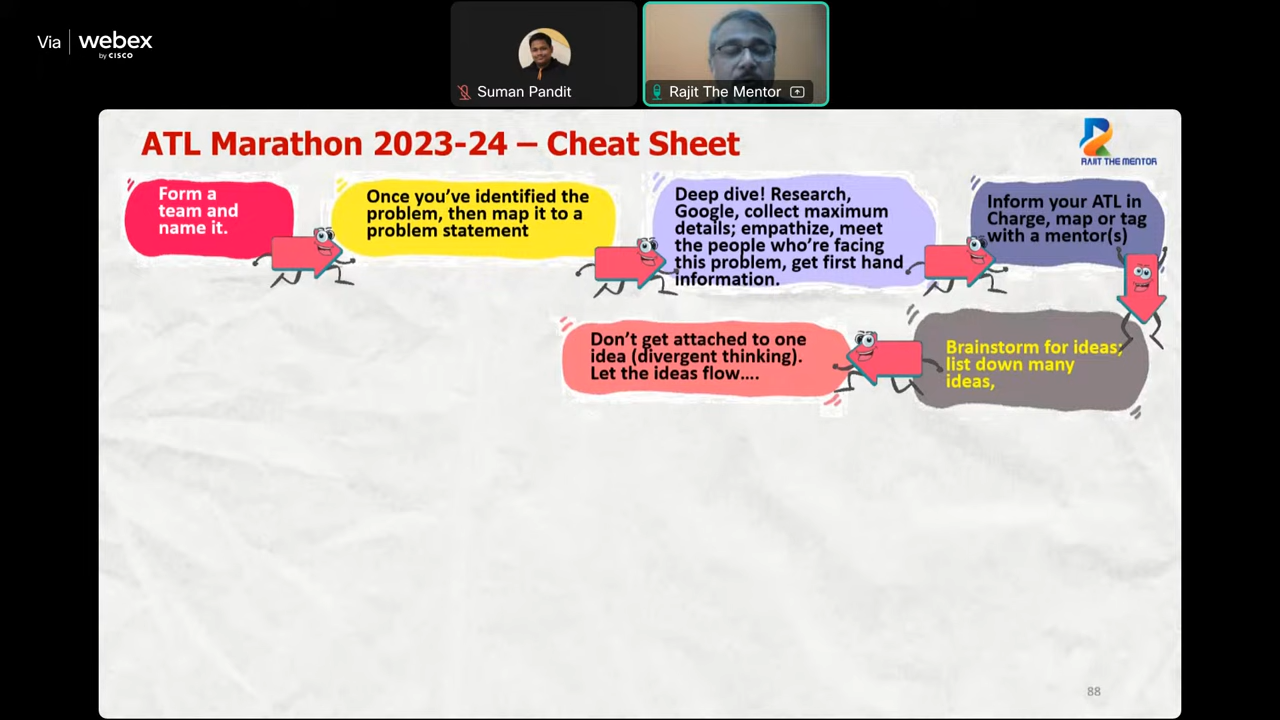 Via webex
by CISCO
Suman Pandit
Rajit The Mentor
ATL Marathon 2023-24 – Cheat Sheet
RAJIT THE MENTOR
Form a
team and
name it.
Once you've identified the
problem, then map it to a
problem statement
Deep dive! Research,
Google, collect maximum
details; empathize, meet
the people who're facing
this problem, get first hand
information.
Inform your ATL in
Charge, map or tag
with a mentor(s)
Brainstorm for ideas;
list down many
ideas,
Don't get attached to one
idea (divergent thinking).
Let the ideas flow....
88